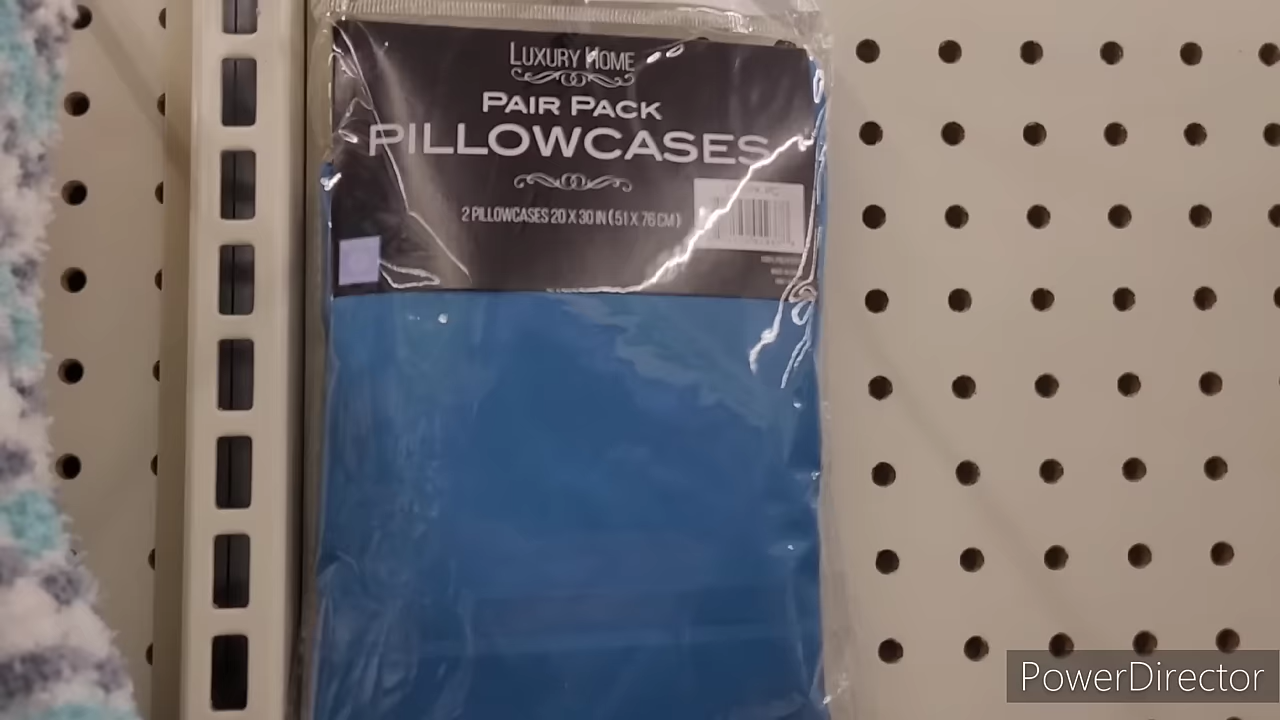 LUXURY HOME
PAIR PACK
PILLOWCASES
2 PILLOWCASES 20 X 30 IN (51 X 76 CM)
PowerDirector